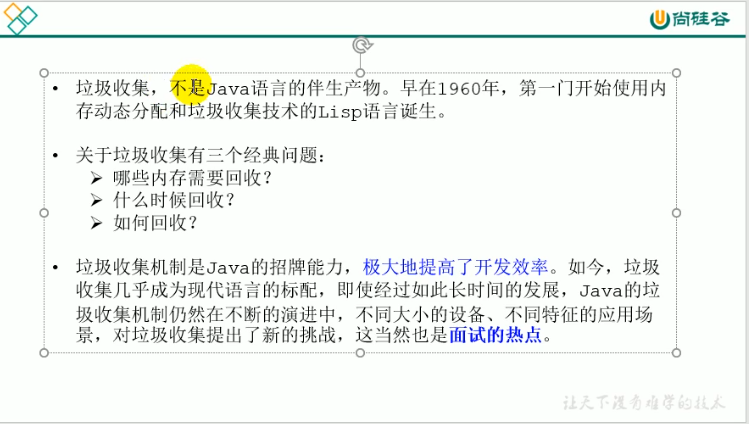 尚硅谷
• 垃圾收集，不是Java语言的伴生产物。早在1960年，第一门开始使用内
存动态分配和垃圾收集技术的Lisp语言诞生。
• 关于垃圾收集有三个经典问题：
➢ 哪些内存需要回收？
➢ 什么时候回收？
➢ 如何回收？
• 垃圾收集机制是Java的招牌能力，极大地提高了开发效率。如今，垃圾
收集几乎成为现代语言的标配，即使经过如此长时间的发展，Java的垃
圾收集机制仍然在不断的演进中，不同大小的设备、不同特征的应用场
景，对垃圾收集提出了新的挑战，这当然也是面试的热点。
让天下没有难学的技术